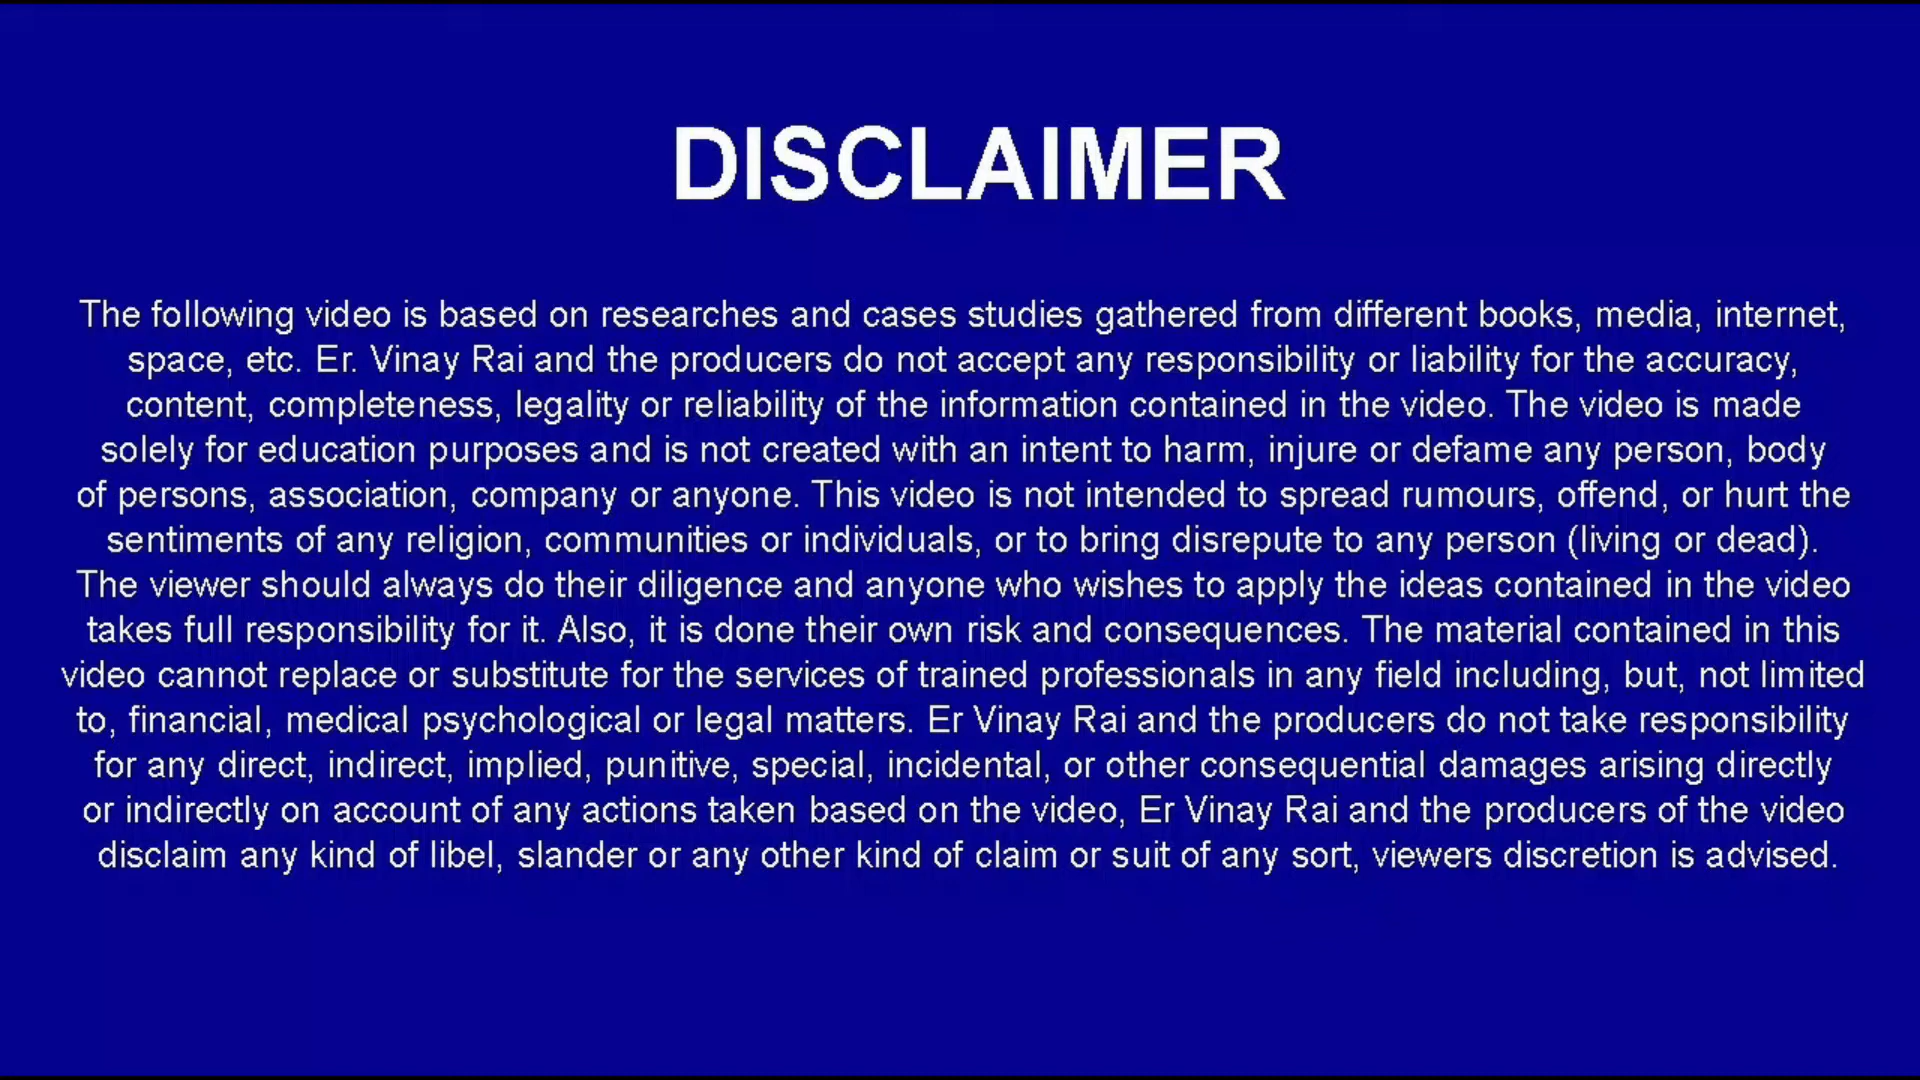 DISCLAIMER
The following video is based on researches and cases studies gathered from different books, media, internet,
space, etc. Er. Vinay Rai and the producers do not accept any responsibility or liability for the accuracy,
content, completeness, legality or reliability of the information contained in the video. The video is made
solely for education purposes and is not created with an intent to harm, injure or defame any person, body
of persons, association, company or anyone. This video is not intended to spread rumours, offend, or hurt the
sentiments of any religion, communities or individuals, or to bring disrepute to any person (living or dead).
The viewer should always do their diligence and anyone who wishes to apply the ideas contained in the video
takes full responsibility for it. Also, it is done their own risk and consequences. The material contained in this
video cannot replace or substitute for the services of trained professionals in any field including, but, not limited
to, financial, medical psychological or legal matters. Er Vinay Rai and the producers do not take responsibility
for any direct, indirect, implied, punitive, special, incidental, or other consequential damages arising directly
or indirectly on account of any actions taken based on the video, Er Vinay Rai and the producers of the video
disclaim any kind of libel, slander or any other kind of claim or suit of any sort, viewers discretion is advised.